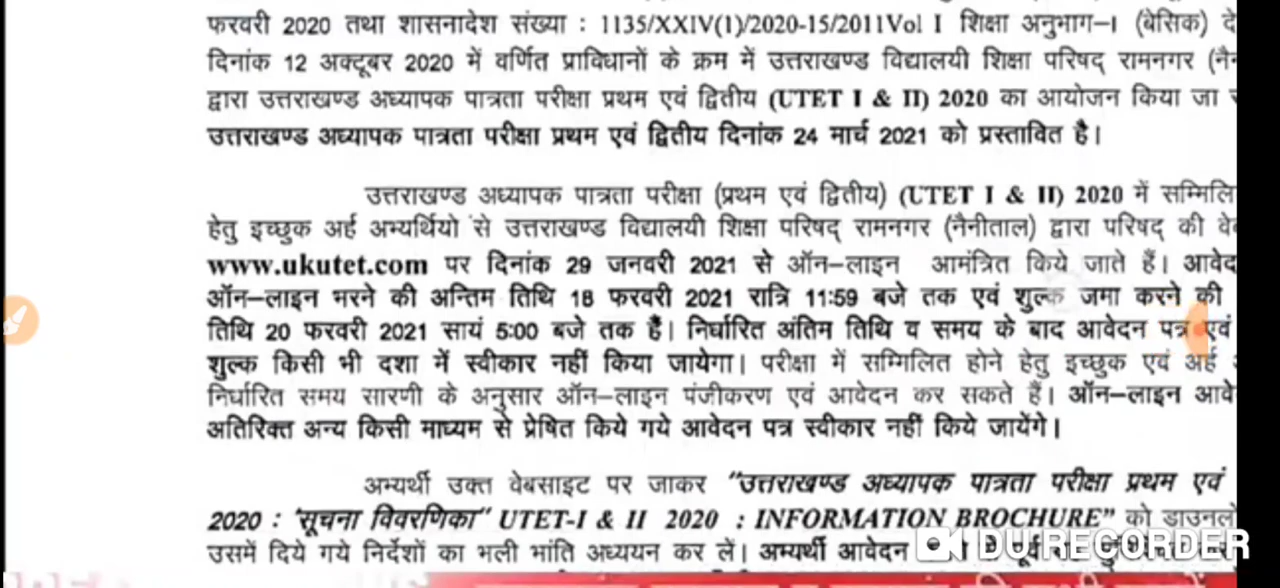 फरवरी 2020 तथा शासनादेश संख्या : 1135/XXIV(1)/2020-15/2011Vol I शिक्षा अनुभाग–। (बेसिक) दे
दिनांक 12 अक्टूबर 2020 में वर्णित प्राविधानों के क्रम में उत्तराखण्ड विद्यालयी शिक्षा परिषद् रामनगर (नैन
द्वारा उत्तराखण्ड अध्यापक पात्रता परीक्षा प्रथम एवं द्वितीय (UTET I & II) 2020 का आयोजन किया जा
उत्तराखण्ड अध्यापक पात्रता परीक्षा प्रथम एवं द्वितीय दिनांक 24 मार्च 2021 को प्रस्तावित है।
उत्तराखण्ड अध्यापक पात्रता परीक्षा (प्रथम एवं द्वितीय) (UTET I & II) 2020 में सम्मिलि
हेतु इच्छुक अर्ह अभ्यर्थियो से उत्तराखण्ड विद्यालयी शिक्षा परिषद् रामनगर (नैनीताल) द्वारा परिषद् की वे
www.ukutet.com पर दिनांक 29 जनवरी 2021 से ऑन–लाइन आमंत्रित किये जाते हैं। आवेद
ऑन–लाइन भरने की अन्तिम तिथि 18 फरवरी 2021 रात्रि 11:59 बजे तक एवं शुल्क जमा करने की
तिथि 20 फरवरी 2021 सायं 5:00 बजे तक है। निर्धारित अंतिम तिथि व समय के बाद आवेदन पत्र एवं
शुल्क किसी भी दशा में स्वीकार नहीं किया जायेगा। परीक्षा में सम्मिलित होने हेतु इच्छुक एवं अर्ह
निर्धारित समय सारणी के अनुसार ऑन–लाइन पंजीकरण एवं आवेदन कर सकते हैं। ऑन–लाइन आवे
अतिरिक्त अन्य किसी माध्यम से प्रेषित किये गये आवेदन पत्र स्वीकार नहीं किये जायेंगे।
अभ्यर्थी उक्त वेबसाइट पर जाकर "उत्तराखण्ड अध्यापक पात्रता परीक्षा प्रथम एवं
2020 : 'सूचना विवरणिका" UTET-I & II 2020 : INFORMATION BROCHURE" को डाउनलो
उसमें दिये गये निर्देशों का भली भांति अध्ययन कर लें। अभ्यर्थी आवेदन
DU RECORDER